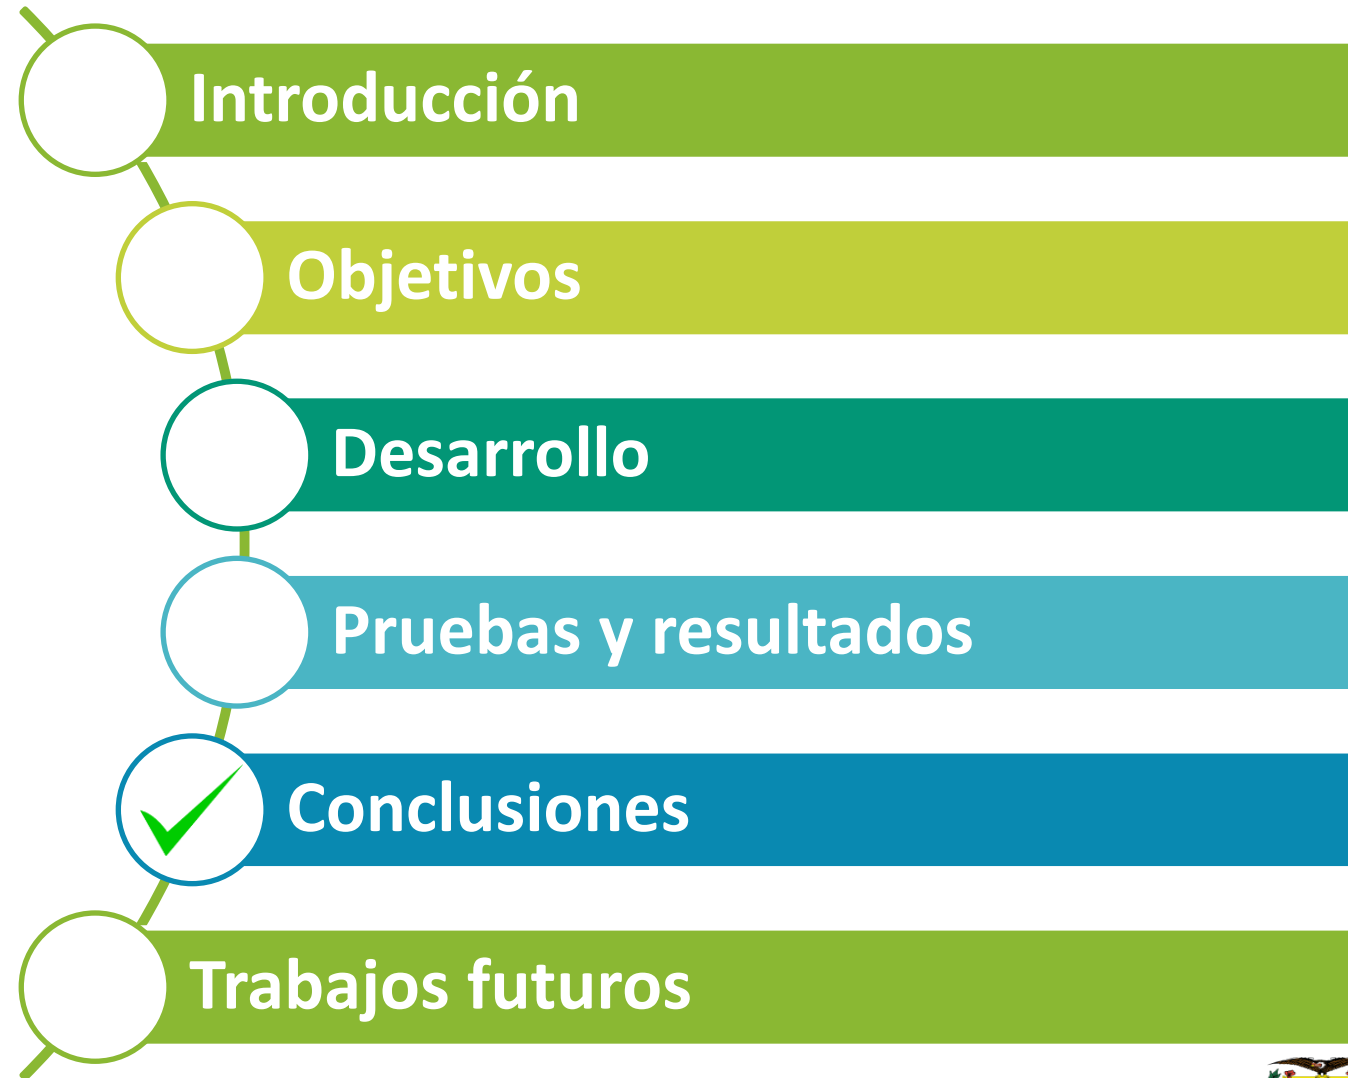 Introducción
Objetivos
Desarrollo
Pruebas y resultados
Conclusiones
Trabajos futuros